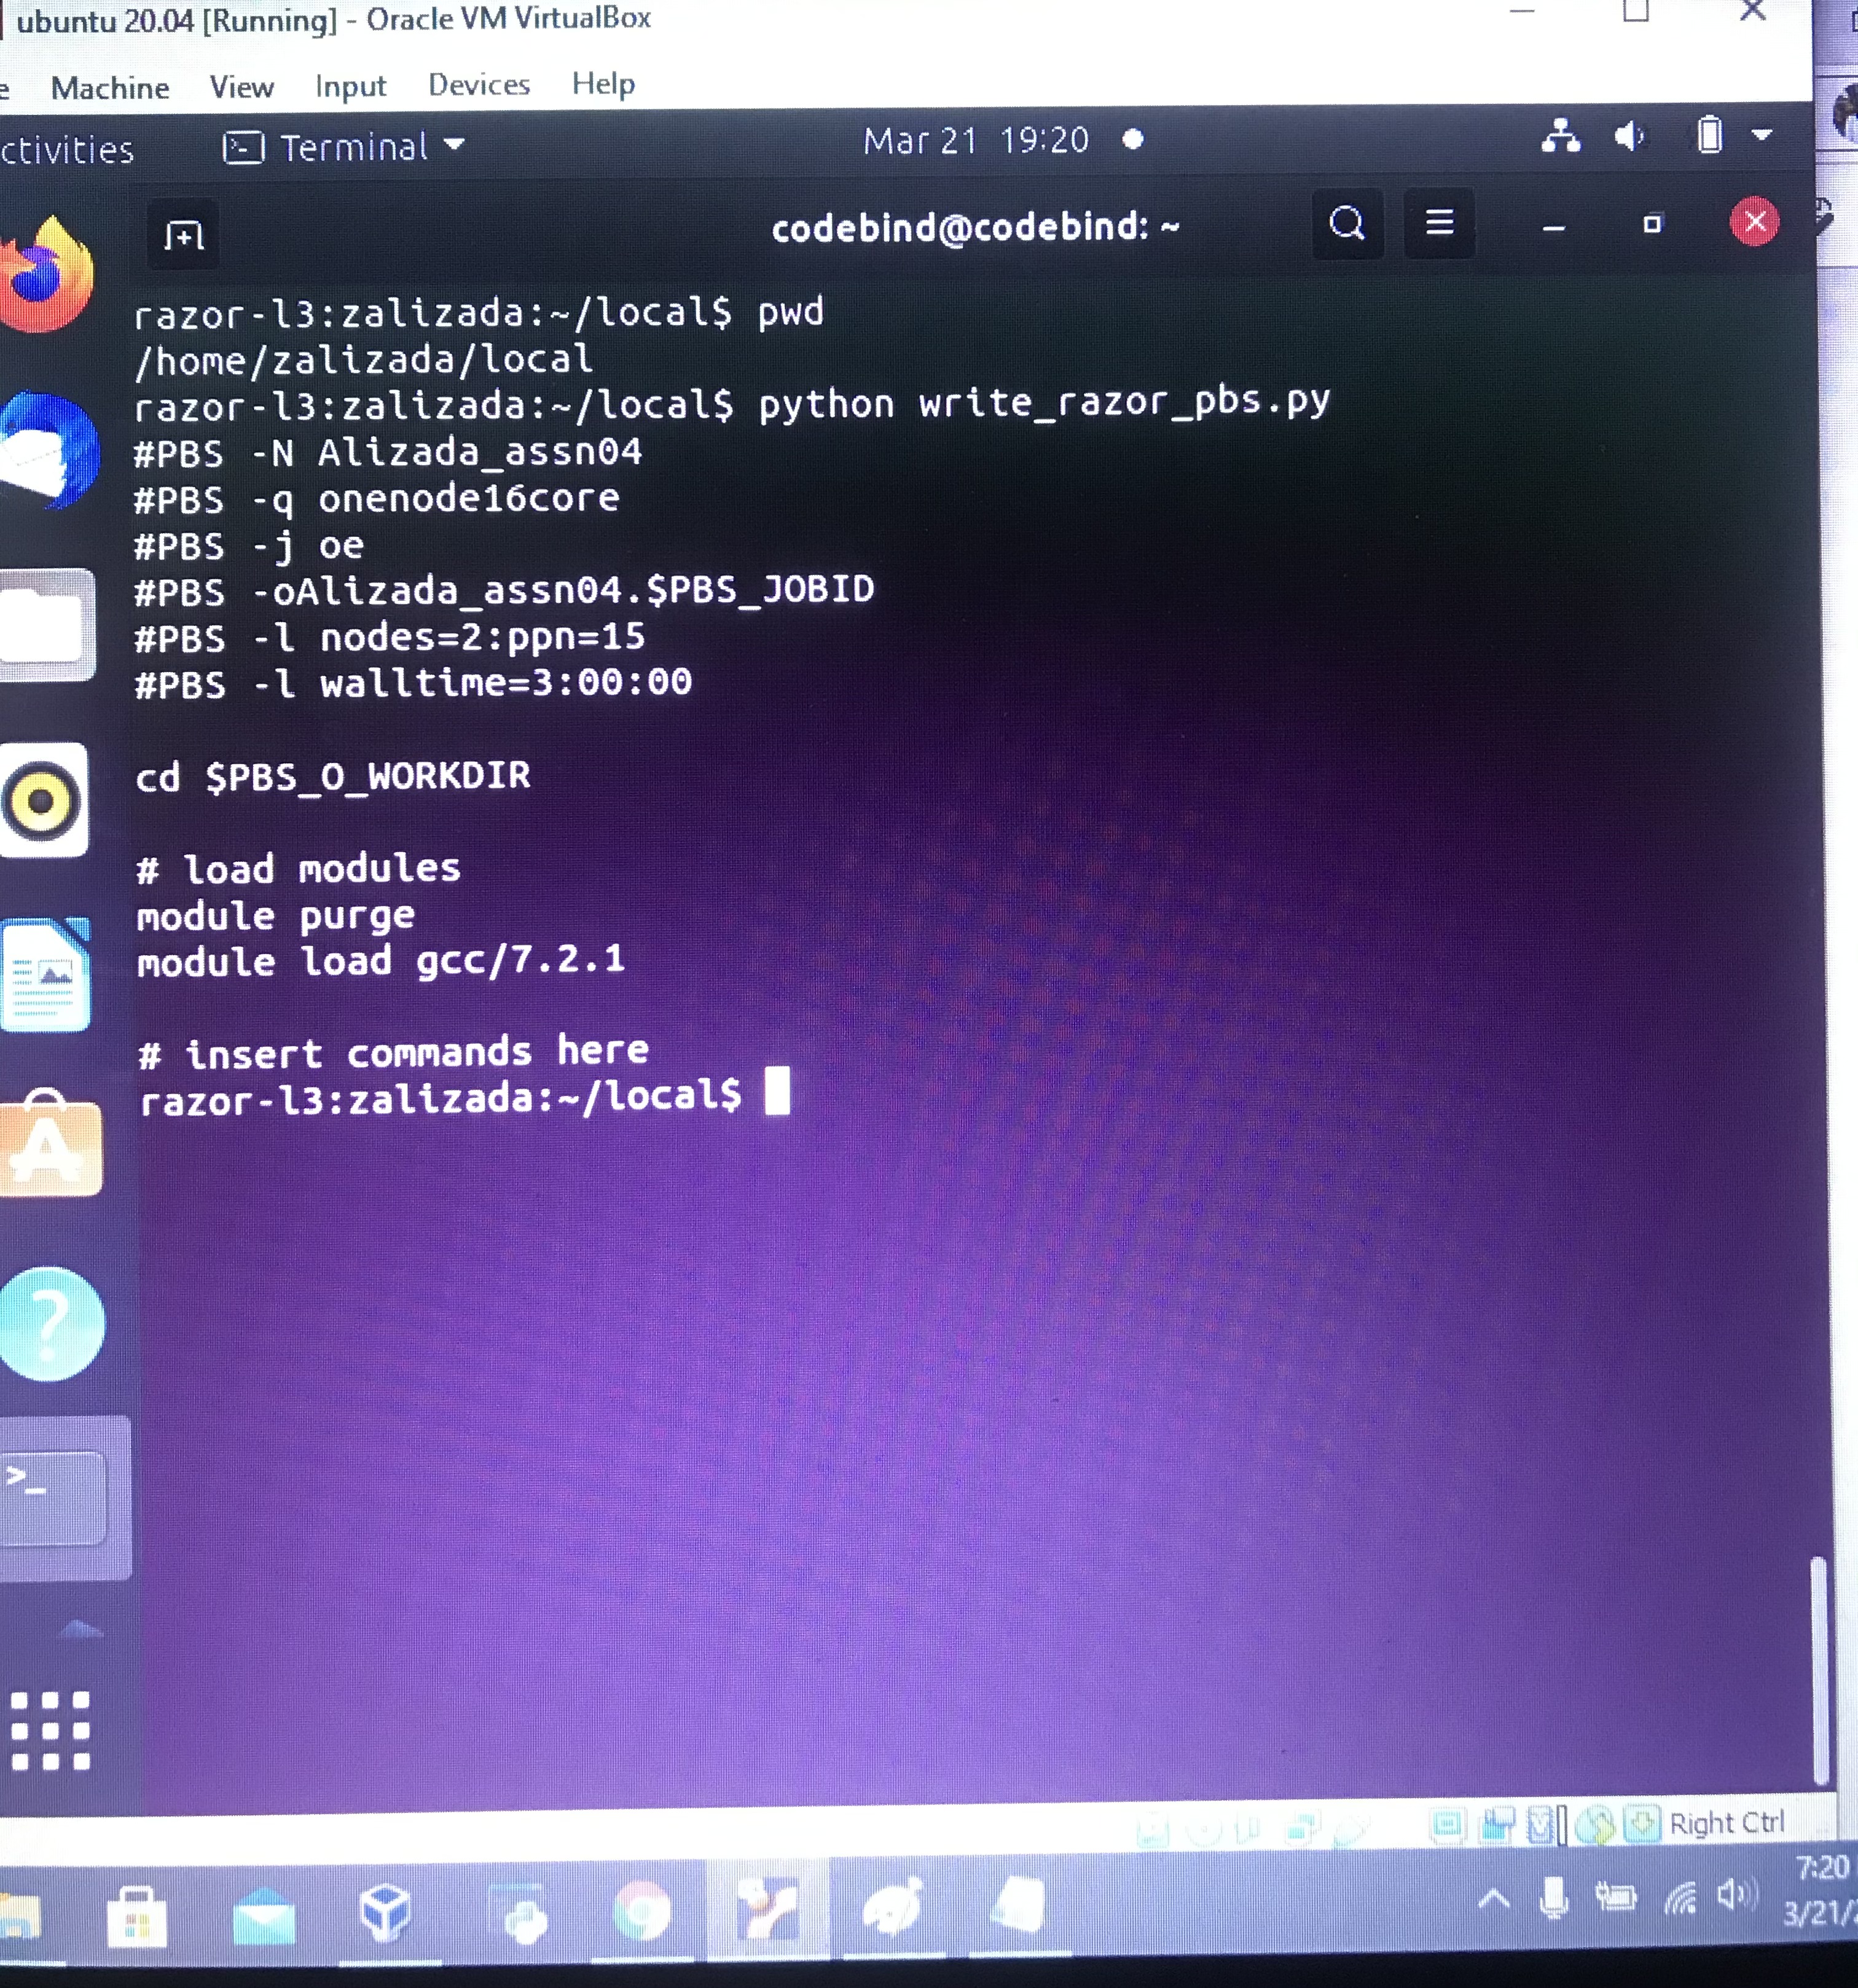 ubuntu 20.04 [Running] - Oracle VM VirtualBox
Machine View Input Devices Help
ctivities Terminal Mar 21 19:20
codebind@codebind: ~
razor-l3:zalizada:~/local$ pwd
/home/zalizada/local
razor-l3:zalizada:~/local$ python write_razor_pbs.py
#PBS -N Alizada_assn04
#PBS -q onenode16core
#PBS -j oe
#PBS -oAlizada_assn04.$PBS_JOBID
#PBS -l nodes=2:ppn=15
#PBS -l walltime=3:00:00
cd $PBS_O_WORKDIR
# load modules
module purge
module load gcc/7.2.1
# insert commands here
razor-l3:zalizada:~/local$
Right Ctrl
7:20
3/21/2